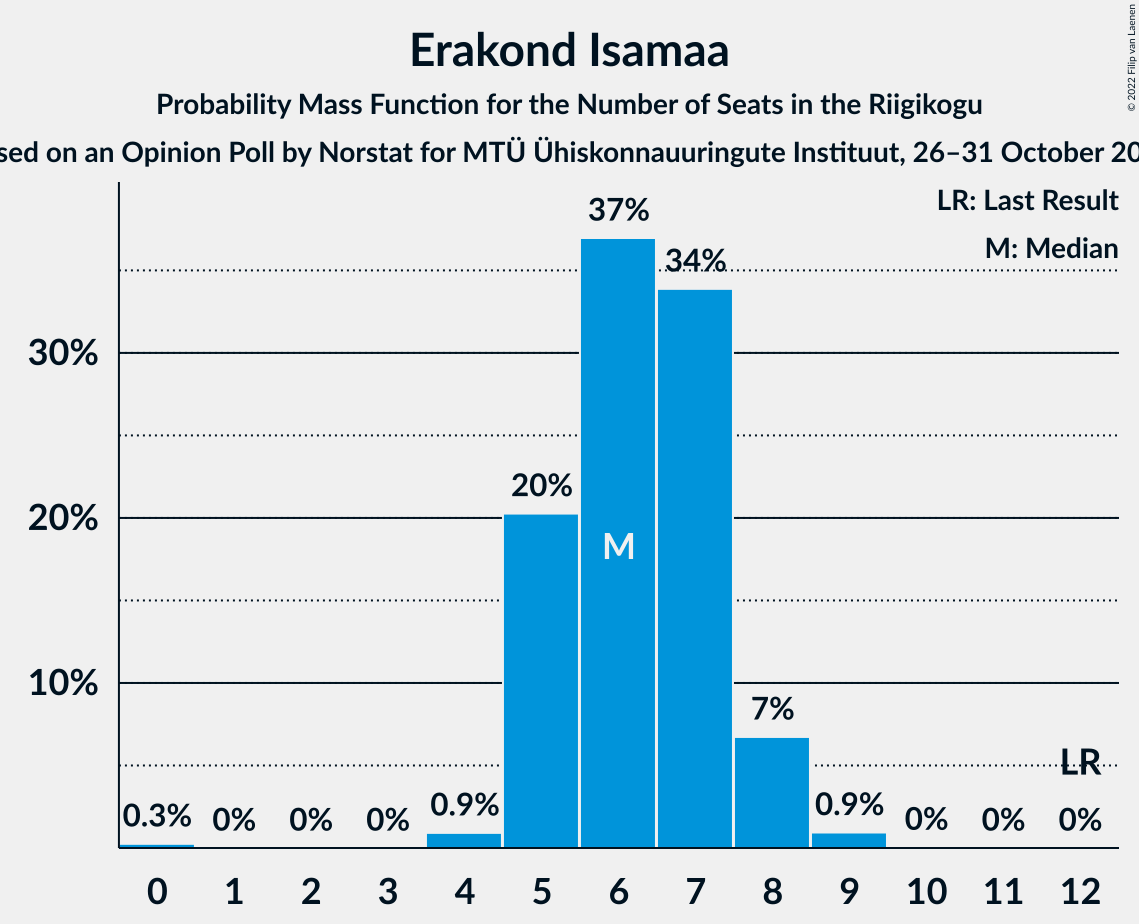 Erakond Isamaa
Probability Mass Function for the Number of Seats in the Riigikogu
sed on an Opinion Poll by Norstat for MTÜ Ühiskonnauuringute Instituut, 26–31 October 20
© 2022 Filip van Laenen
LR: Last Result
M: Median
37%
34%
30%
20%
20%
M
10%
7%
LR
0.3% 0% 0% 0% 0.9% 0.9% 0% 0% 0%
0 1 2 3 4 5 6 7 8 9 10 11 12